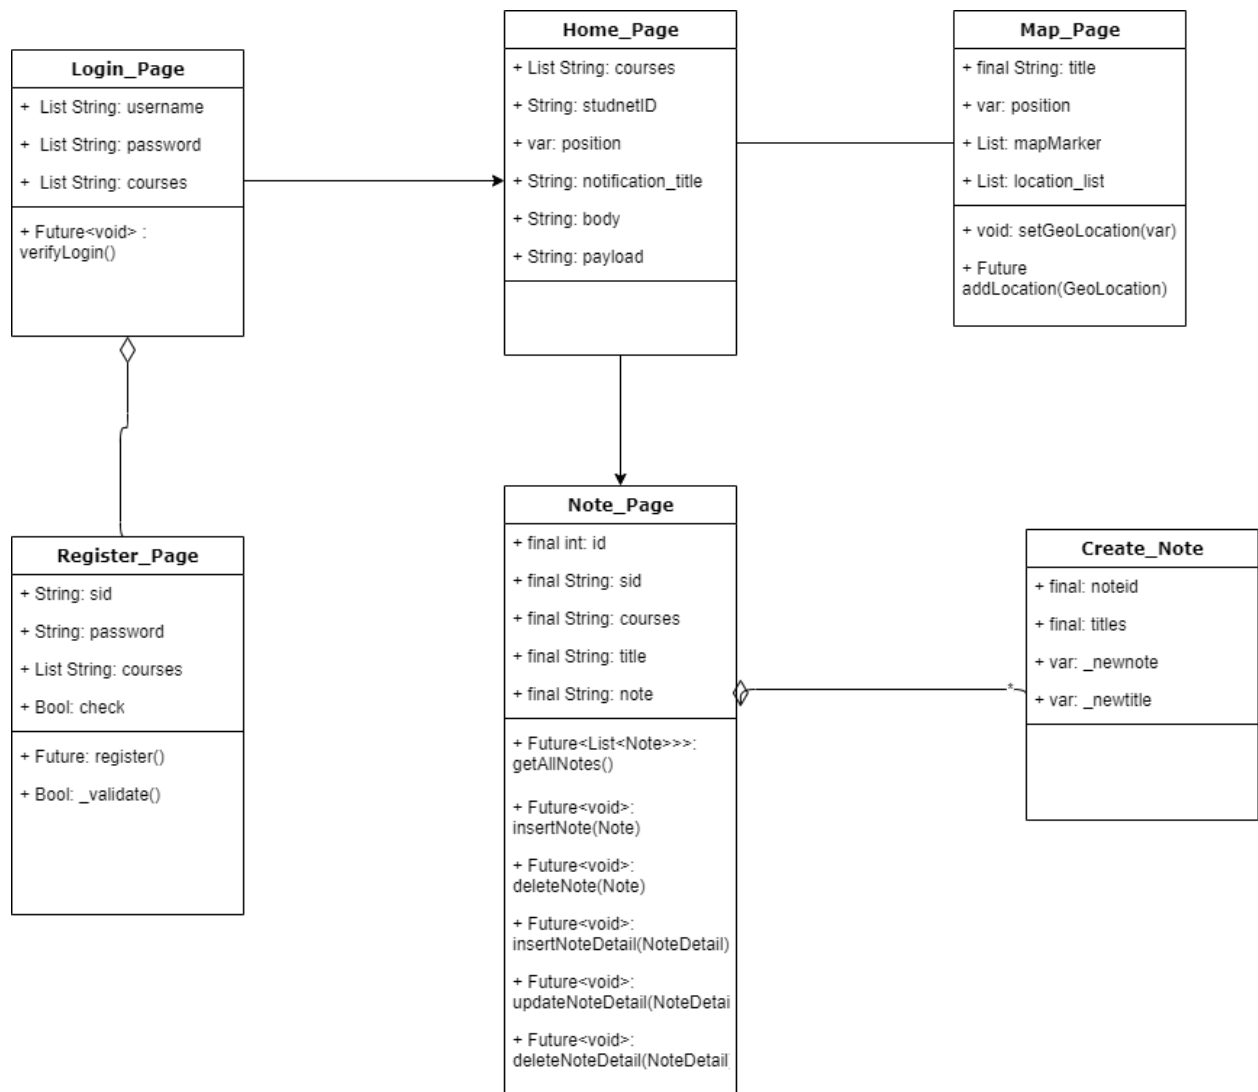 Login_Page
+ List String: username
+ List String: password
+ List String: courses
+ Future<void> :
verifyLogin()
Home_Page
+ List String: courses
+ String: studnetID
+ var: position
+ String: notification_title
+ String: body
+ String: payload
Map_Page
+ final String: title
+ var: position
+ List: mapMarker
+ List: location_list
+ void: setGeoLocation(var)
+ Future
addLocation(GeoLocation)
Register_Page
+ String: sid
+ String: password
+ List String: courses
+ Bool: check
+ Future: register()
+ Bool: _validate()
Note_Page
+ final int: id
+ final String: sid
+ final String: courses
+ final String: title
+ final String: note
+ Future<List<Note>>>:
getAllNotes()
+ Future<void>:
insertNote(Note)
+ Future<void>:
deleteNote(Note)
+ Future<void>:
insertNoteDetail(NoteDetail)
+ Future<void>:
updateNoteDetail(NoteDetai
+ Future<void>:
deleteNoteDetail(NoteDetail
*
Create_Note
+ final: noteid
+ final: titles
+ var: _newnote
+ var: _newtitle